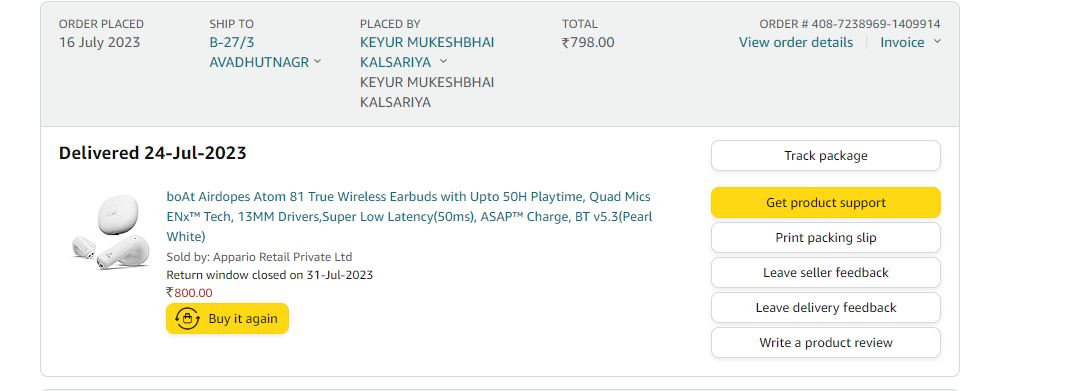 ORDER PLACED
16 July 2023
SHIP TO
B-27/3
AVADHUTNAGR
PLACED BY
KEYUR MUKESHBHAI
KALSARIYA
KEYUR MUKESHBHAI
KALSARIYA
TOTAL
₹798.00
ORDER # 408-7238969-1409914
View order details
Invoice
Delivered 24-Jul-2023
boAt Airdopes Atom 81 True Wireless Earbuds with Upto 50H Playtime, Quad Mics
ENx™ Tech, 13MM Drivers,Super Low Latency(50ms), ASAP™ Charge, BT v5.3(Pearl
White)
Sold by: Appario Retail Private Ltd
Return window closed on 31-Jul-2023
₹800.00
Buy it again
Track package
Get product support
Print packing slip
Leave seller feedback
Leave delivery feedback
Write a product review